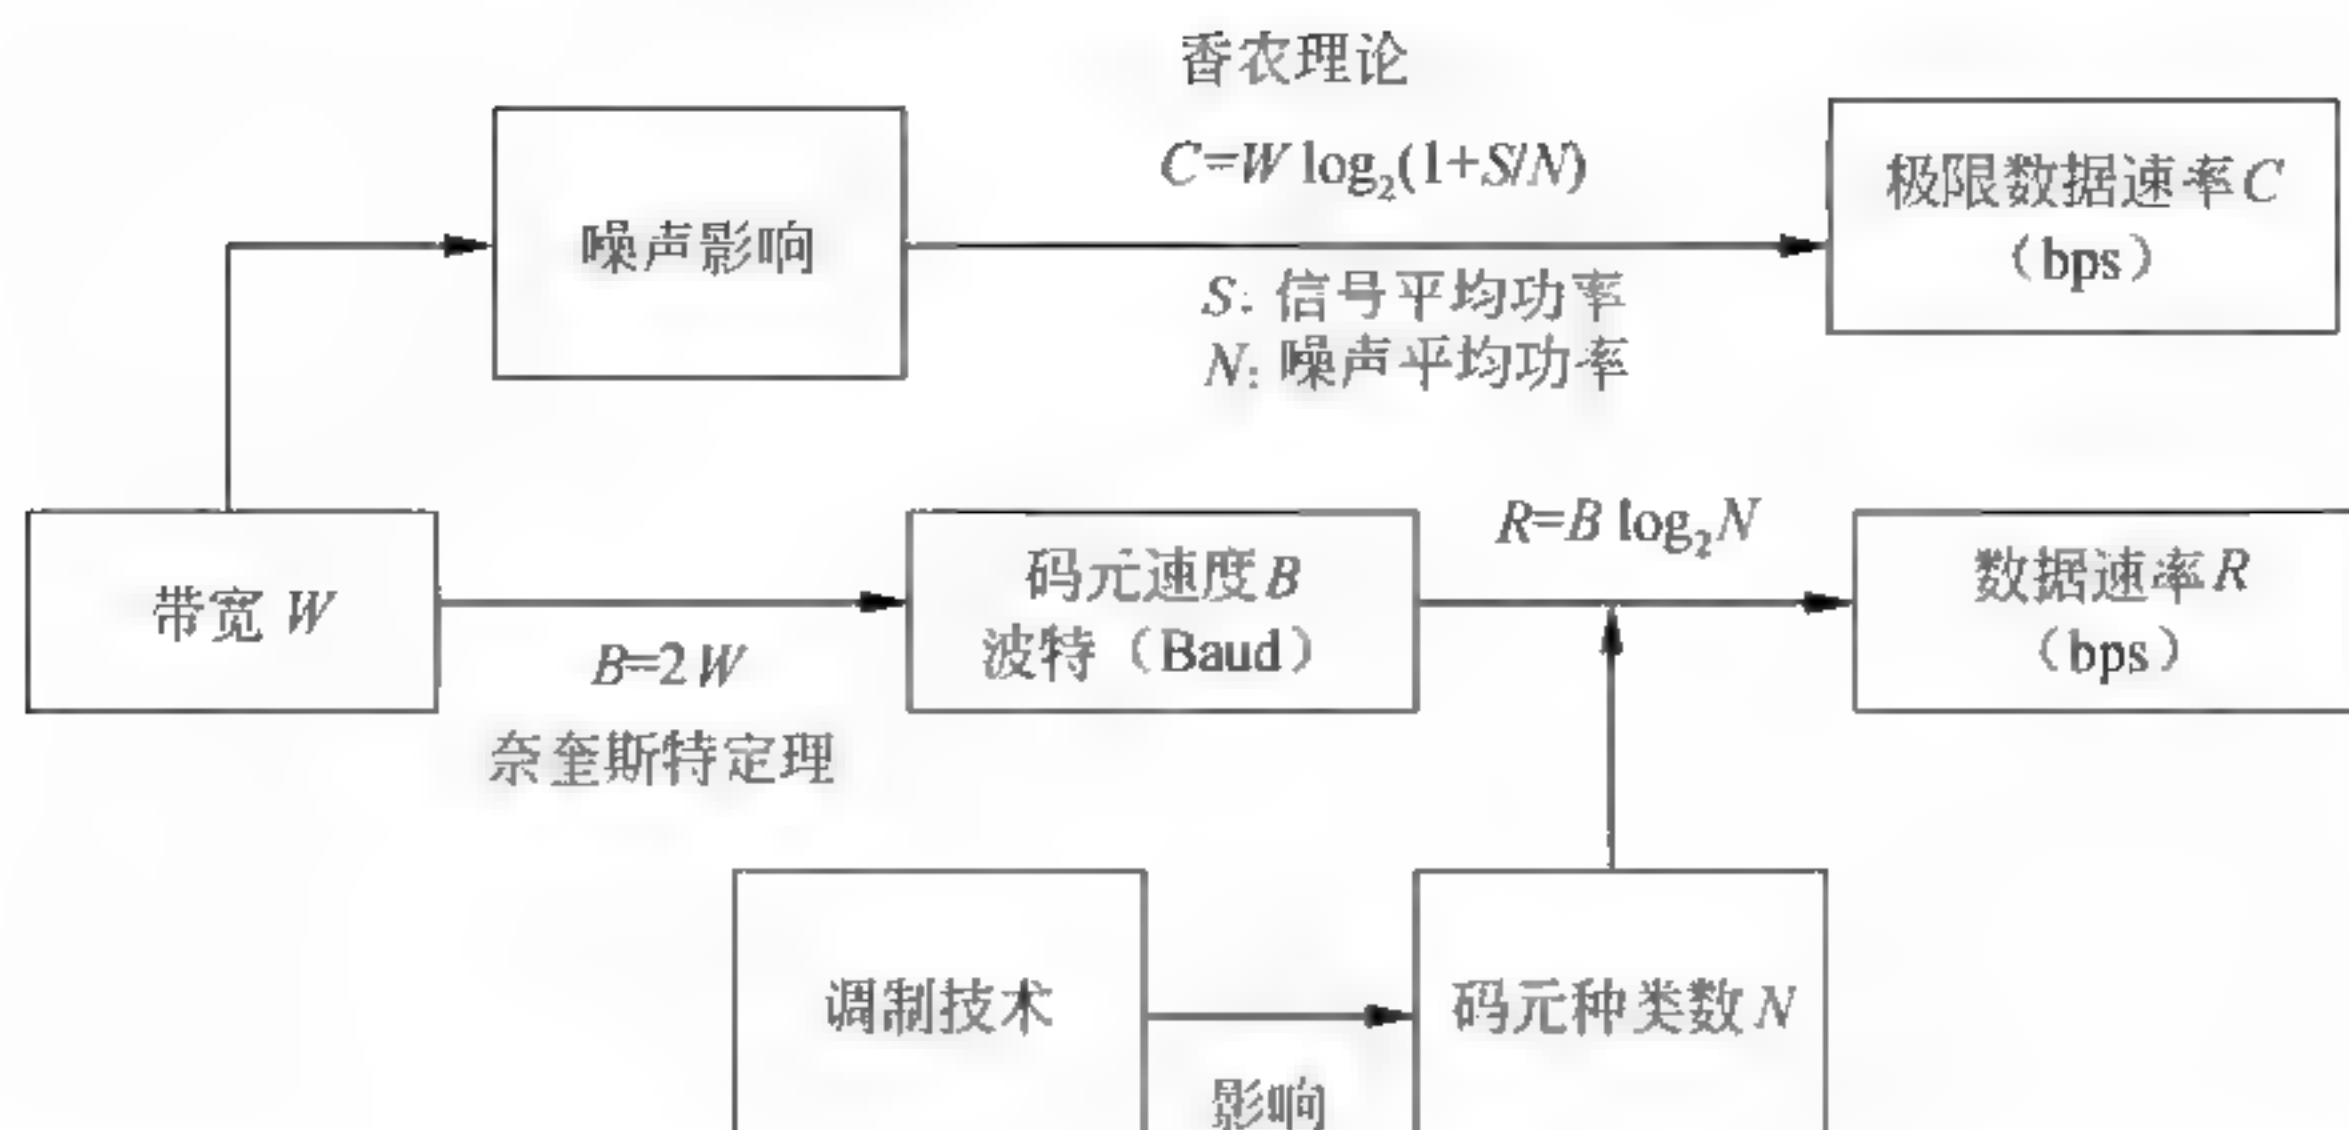 香农理论
C=W log₂(1+S/N)
噪声影响
极限数据速率C
（bps）
S: 信号平均功率
N: 噪声平均功率
带宽 W
B=2W
奈奎斯特定理
码元速度B
波特（Baud）
R=B log₂N
数据速率R
（bps）
调制技术
影响
码元种类数N